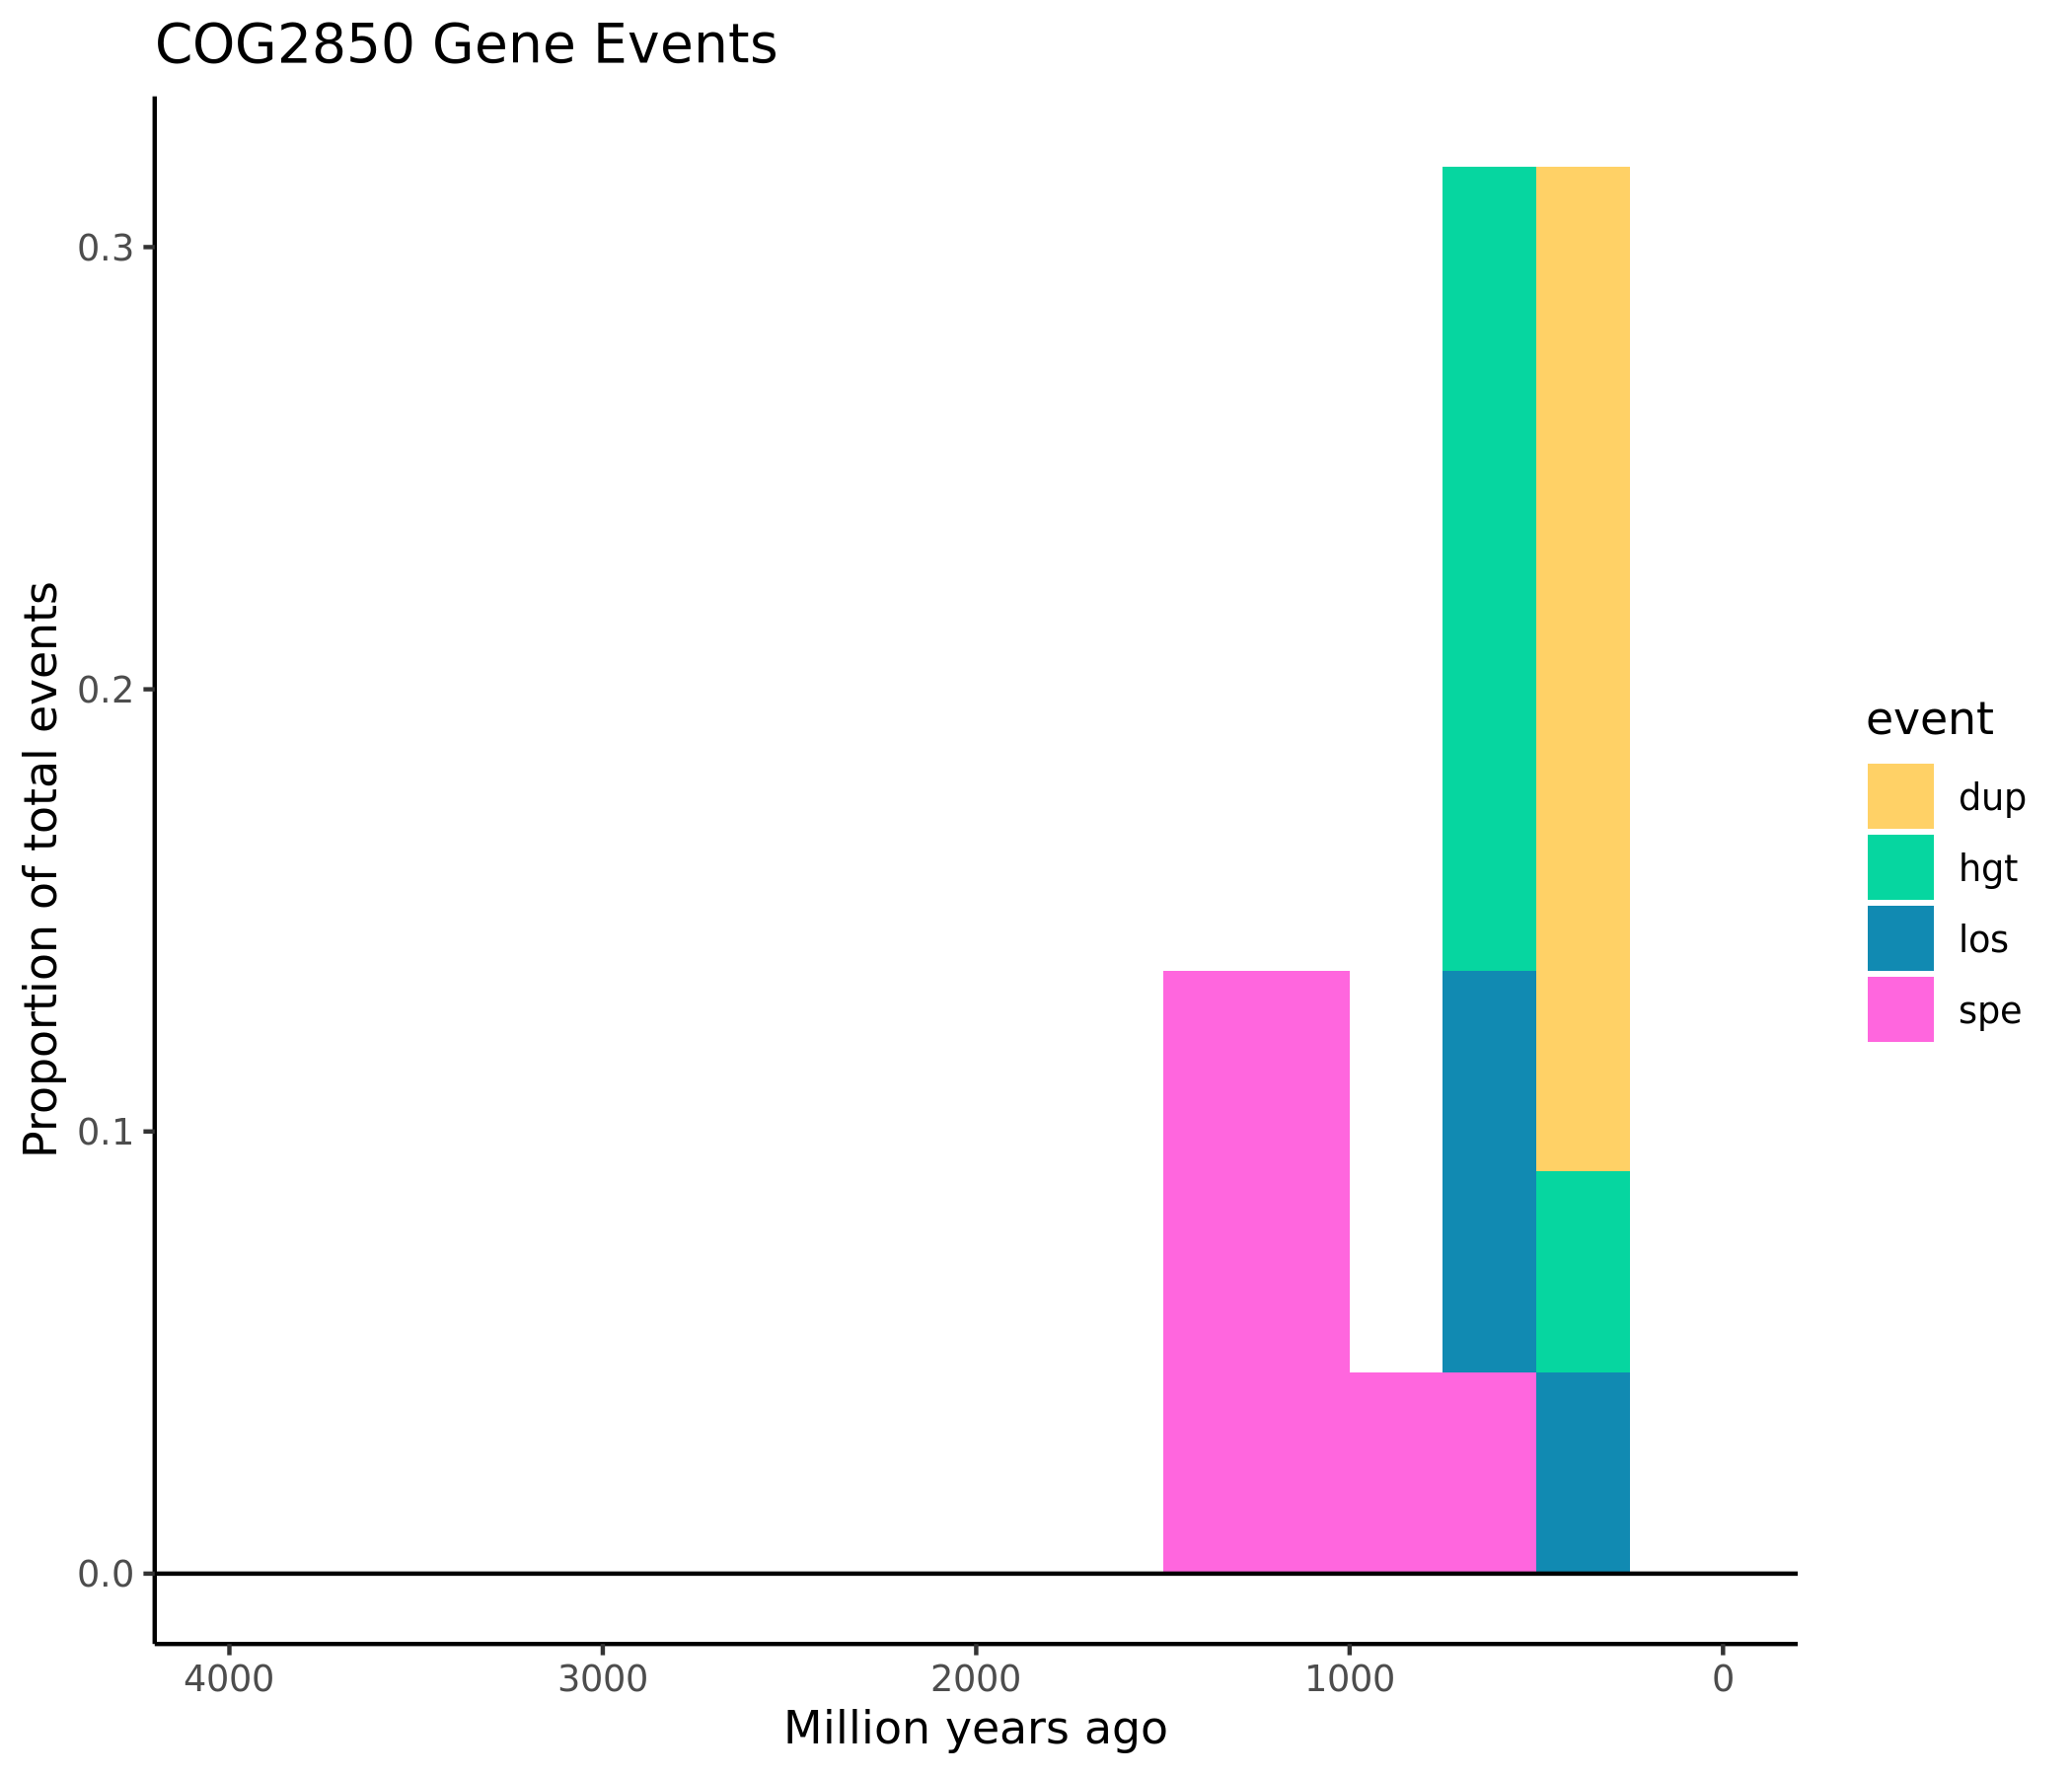 COG2850 Gene Events
Proportion of total events
0.3
0.2
0.1
0.0
4000 3000 2000 1000 0
Million years ago
event
dup
hgt
los
spe